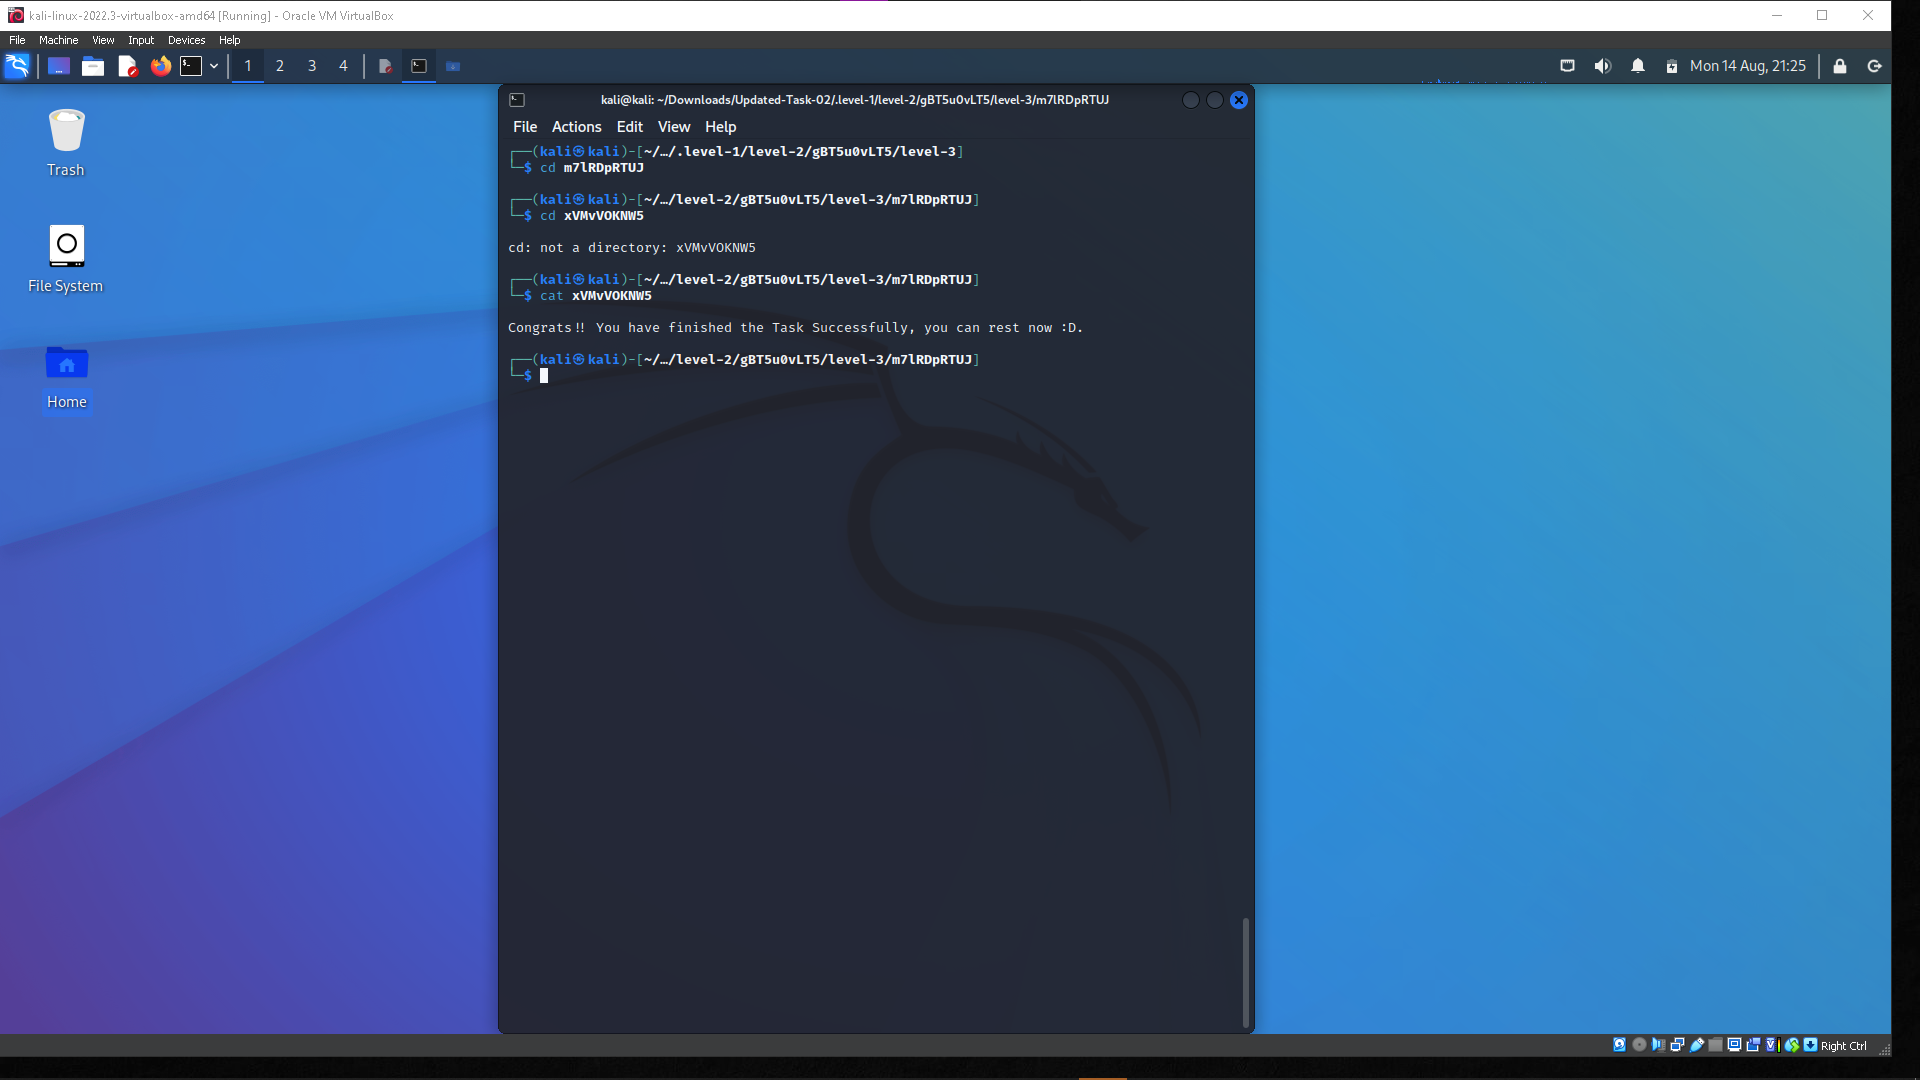 kali-linux-2022.3-virtualbox-amd64 [Running] - Oracle VM VirtualBox
File Machine View Input Devices Help
1 2 3 4 Mon 14 Aug, 21:25
Trash
File System
Home
kali@kali: ~/Downloads/Updated-Task-02/.level-1/level-2/gBT5u0vLT5/level-3/m7lRDpRTUJ
File Actions Edit View Help
┌──(kali㉿kali)-[~/…/.level-1/level-2/gBT5u0vLT5/level-3]
└─$ cd m7lRDpRTUJ
┌──(kali㉿kali)-[~/…/level-2/gBT5u0vLT5/level-3/m7lRDpRTUJ]
└─$ cd xVMvVOKNW5
cd: not a directory: xVMvVOKNW5
┌──(kali㉿kali)-[~/…/level-2/gBT5u0vLT5/level-3/m7lRDpRTUJ]
└─$ cat xVMvVOKNW5
Congrats!! You have finished the Task Successfully, you can rest now :D.
┌──(kali㉿kali)-[~/…/level-2/gBT5u0vLT5/level-3/m7lRDpRTUJ]
└─$
Right Ctrl